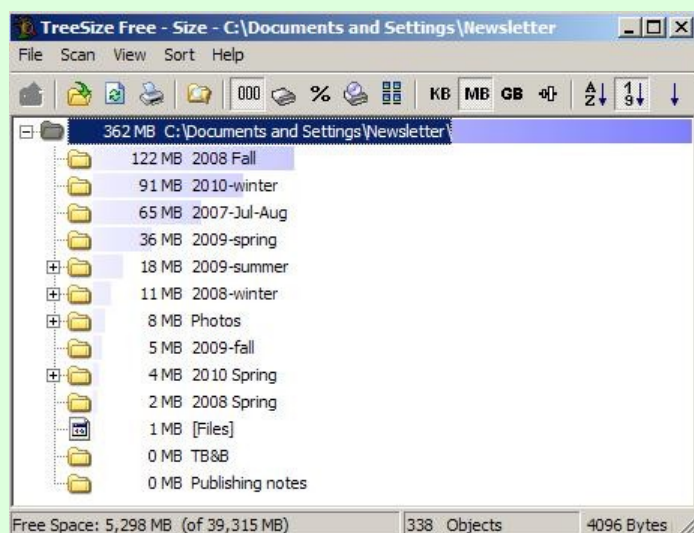 TreeSize Free - Size - C:\Documents and Settings\Newsletter
File Scan View Sort Help
000 % KB MB GB A Z 1 9
362 MB C:\Documents and Settings\Newsletter\
122 MB 2008 Fall
91 MB 2010-winter
65 MB 2007-Jul-Aug
36 MB 2009-spring
18 MB 2009-summer
11 MB 2008-winter
8 MB Photos
5 MB 2009-fall
4 MB 2010 Spring
2 MB 2008 Spring
1 MB [Files]
0 MB TB&B
0 MB Publishing notes
Free Space: 5,298 MB (of 39,315 MB) 338 Objects 4096 Bytes